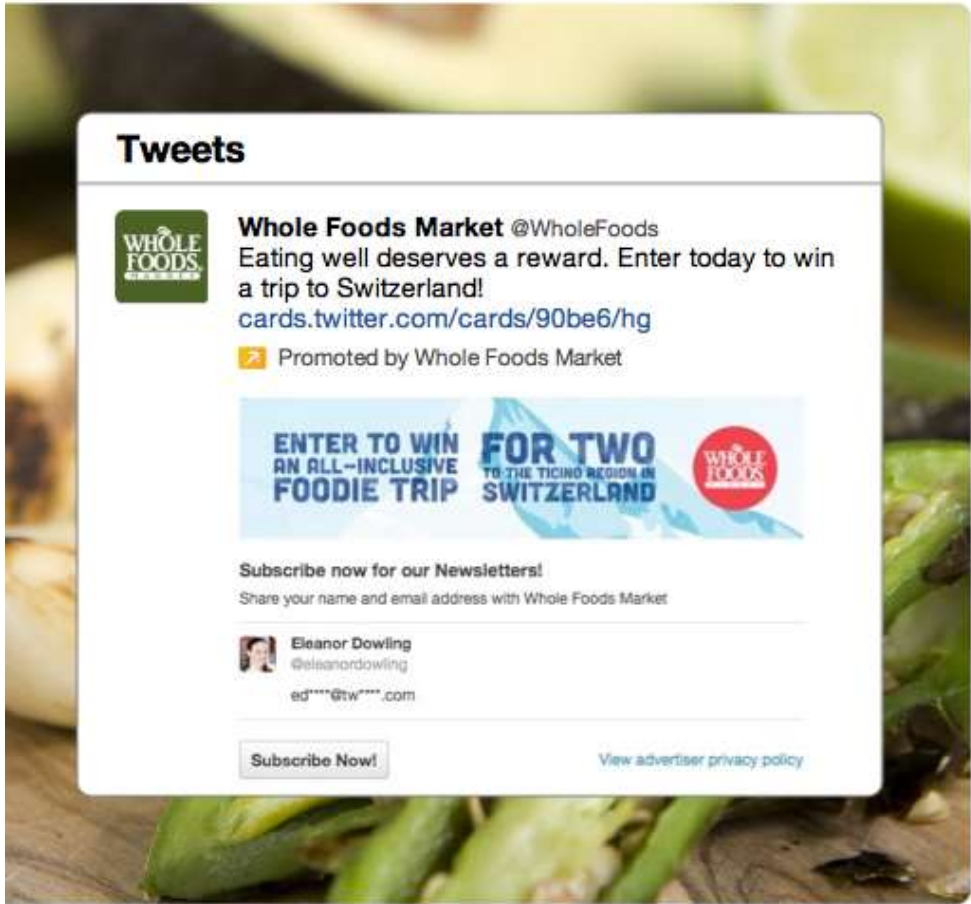 Tweets
WHOLE
FOODS
MARKET
Whole Foods Market @WholeFoods
Eating well deserves a reward. Enter today to win
a trip to Switzerland!
cards.twitter.com/cards/90be6/hg
Promoted by Whole Foods Market
ENTER TO WIN
AN ALL-INCLUSIVE
FOODIE TRIP
FOR TWO
TO THE TICINO REGION IN
SWITZERLAND
WHOLE
FOODS
Subscribe now for our Newsletters!
Share your name and email address with Whole Foods Market
Eleanor Dowling
@eleanordowling
ed****@tw****.com
Subscribe Now!
View advertiser privacy policy